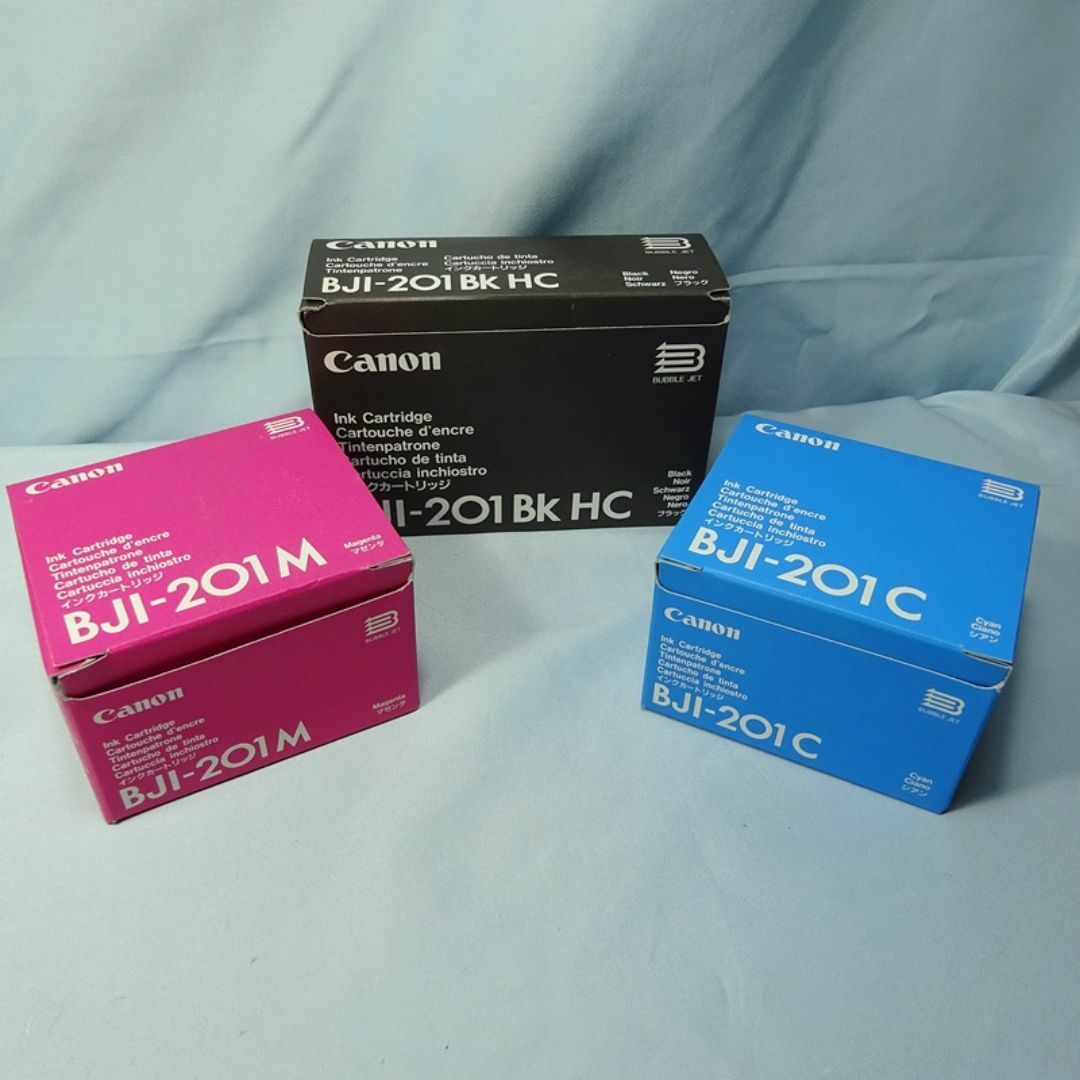 Canon
BUBBLE JET
Ink Cartridge Cartucho de tinta
Cartouche d'encre Cartuccia inchiostro
Tintenpatrone インクカートリッジ
BJI-201 Bk HC
Black Negro
Noir Nero
Schwarz ブラック
Canon
BUBBLE JET
Ink Cartridge
Cartouche d'encre
Tintenpatrone
artucho de tinta
rtuccia inchiostro
クカートリッジ
I-201 Bk HC
Black
Noir
Schwarz
Negro
Nero
ブラック
Canon
BUBBLE JET
Ink Cartridge
Cartouche d'encre
Tintenpatrone
Cartucho de tinta
Cartuccia inchiostro
インクカートリッジ
BJI-201 M
Magenta
マゼンタ
Canon
BUBBLE JET
Ink Cartridge
Cartouche d'encre
Tintenpatrone
Cartucho de tinta
Cartuccia inchiostro
インクカートリッジ
BJI-201 M
Magenta
マゼンタ
Canon
BUBBLE JET
Ink Cartridge
Cartouche d'encre
Tintenpatrone
Cartucho de tinta
Cartuccia inchiostro
インクカートリッジ
BJI-201 C
Cyan
Ciano
シアン
Canon
BUBBLE JET
Ink Cartridge
Cartouche d'encre
Tintenpatrone
Cartucho de tinta
Cartuccia inchiostro
インクカートリッジ
BJI-201 C
Cyan
Ciano
シアン